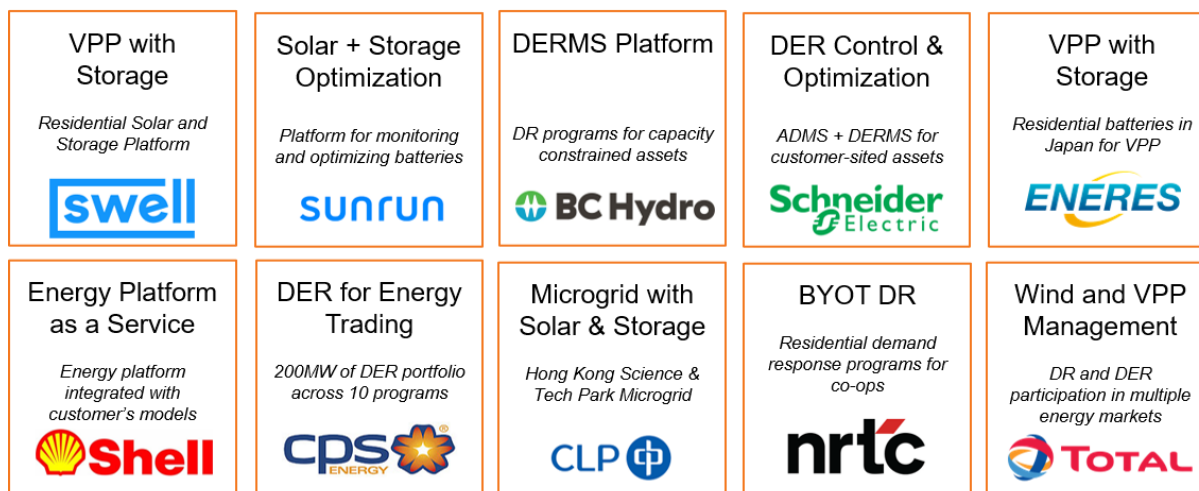 VPP with
Storage
Residential Solar and
Storage Platform
swell
Solar + Storage
Optimization
Platform for monitoring
and optimizing batteries
sunrun
DERMS Platform
DR programs for capacity
constrained assets
BC Hydro
DER Control &
Optimization
ADMS + DERMS for
customer-sited assets
Schneider
Electric
VPP with
Storage
Residential batteries in
Japan for VPP
ENERES
Energy Platform
as a Service
Energy platform
integrated with
customer's models
Shell
DER for Energy
Trading
200MW of DER portfolio
across 10 programs
cps
ENERGY
®
Microgrid with
Solar & Storage
Hong Kong Science &
Tech Park Microgrid
CLP
BYOT DR
Residential demand
response programs for
co-ops
nrtc
Wind and VPP
Management
DR and DER
participation in multiple
energy markets
TOTAL